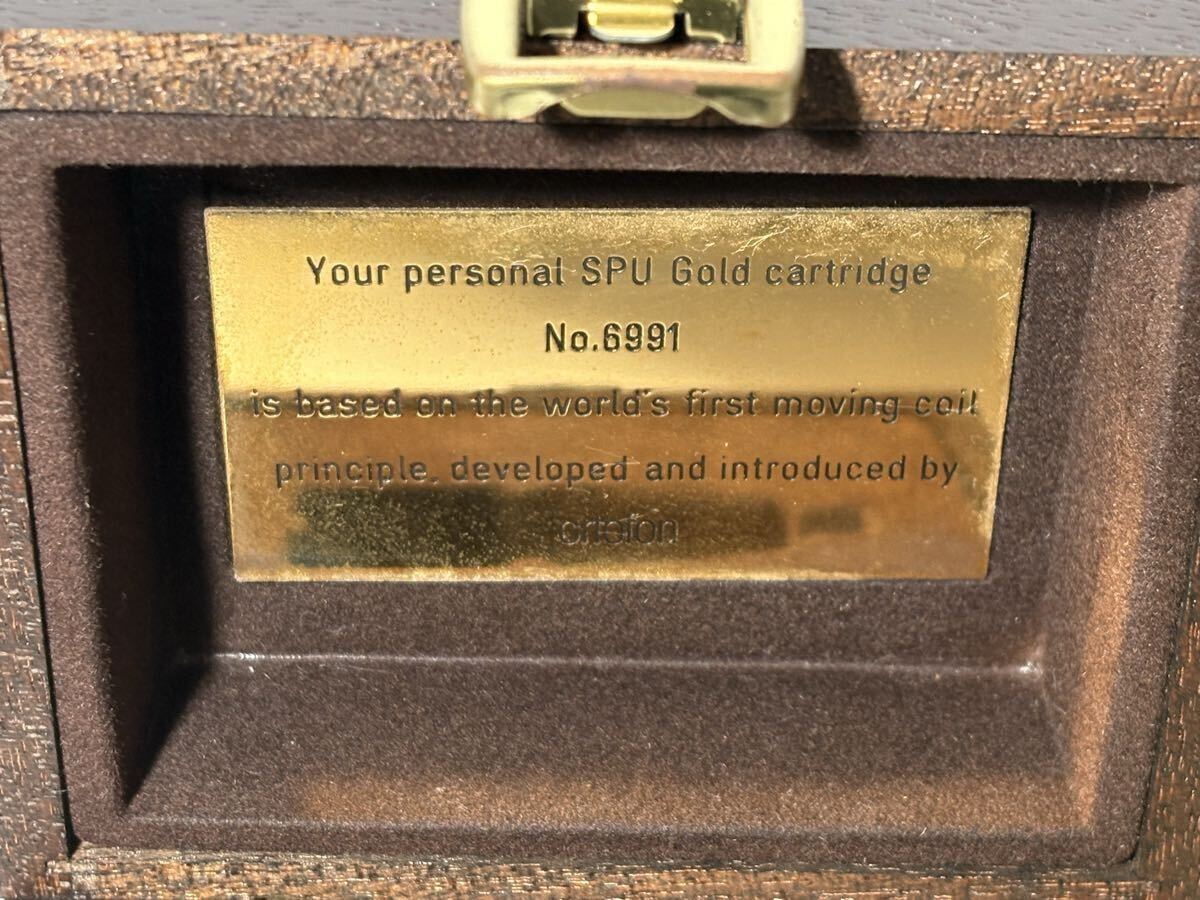 Your personal SPU Gold cartridge
No.6991
is based on the world's first moving coil
principle, developed and introduced by
ortofon